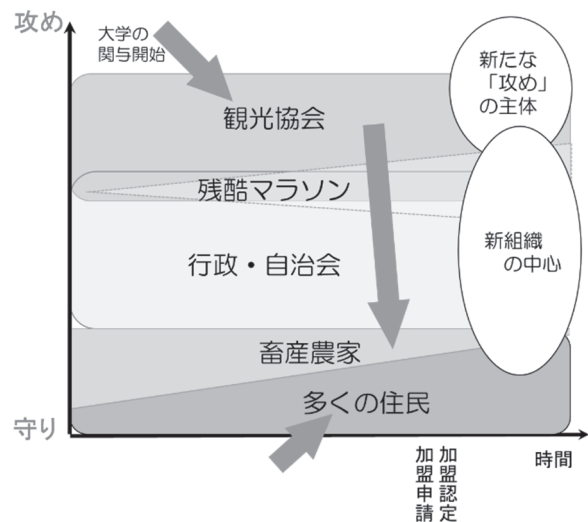 攻め
大学の
関与開始
観光協会
残酷マラソン
行政・自治会
畜産農家
多くの住民
新たな
「攻め」
の主体
新組織
の中心
守り
時間
加盟申請
加盟認定